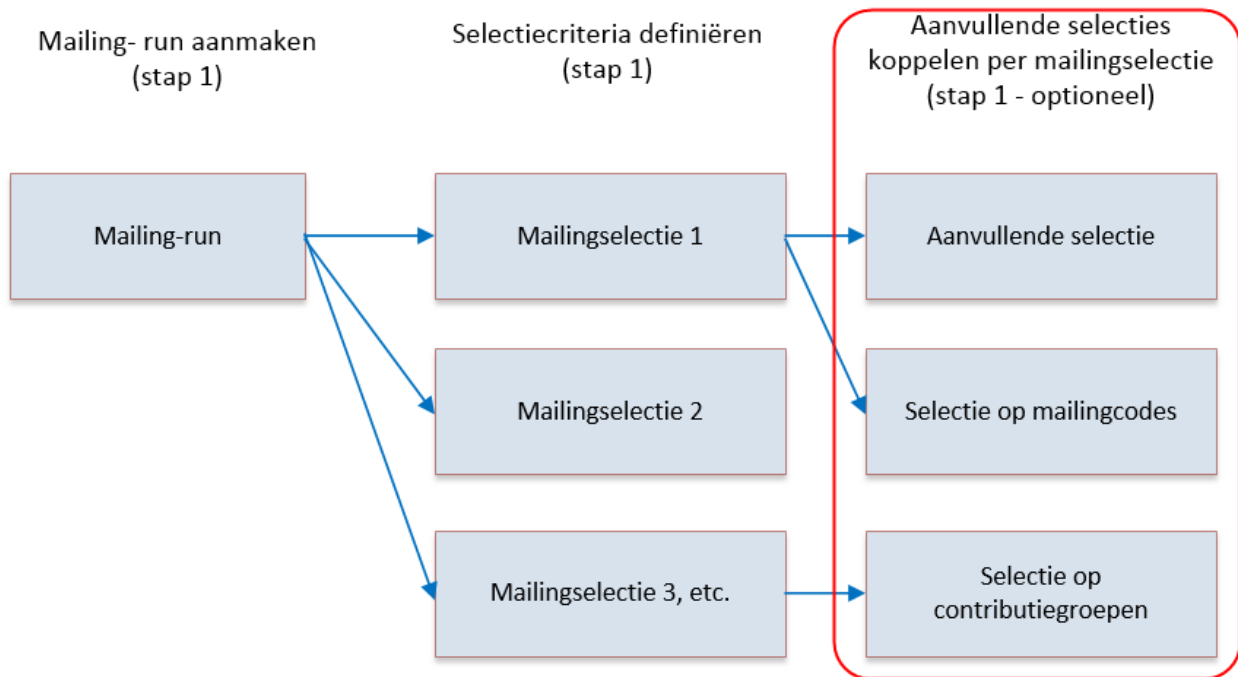 Mailing- run aanmaken
(stap 1)
Selectiecriteria definiëren
(stap 1)
Aanvullende selecties
koppelen per mailingselectie
(stap 1 - optioneel)
Mailing-run
Mailingselectie 1
Aanvullende selectie
Mailingselectie 2
Selectie op mailingcodes
Mailingselectie 3, etc.
Selectie op
contributiegroepen